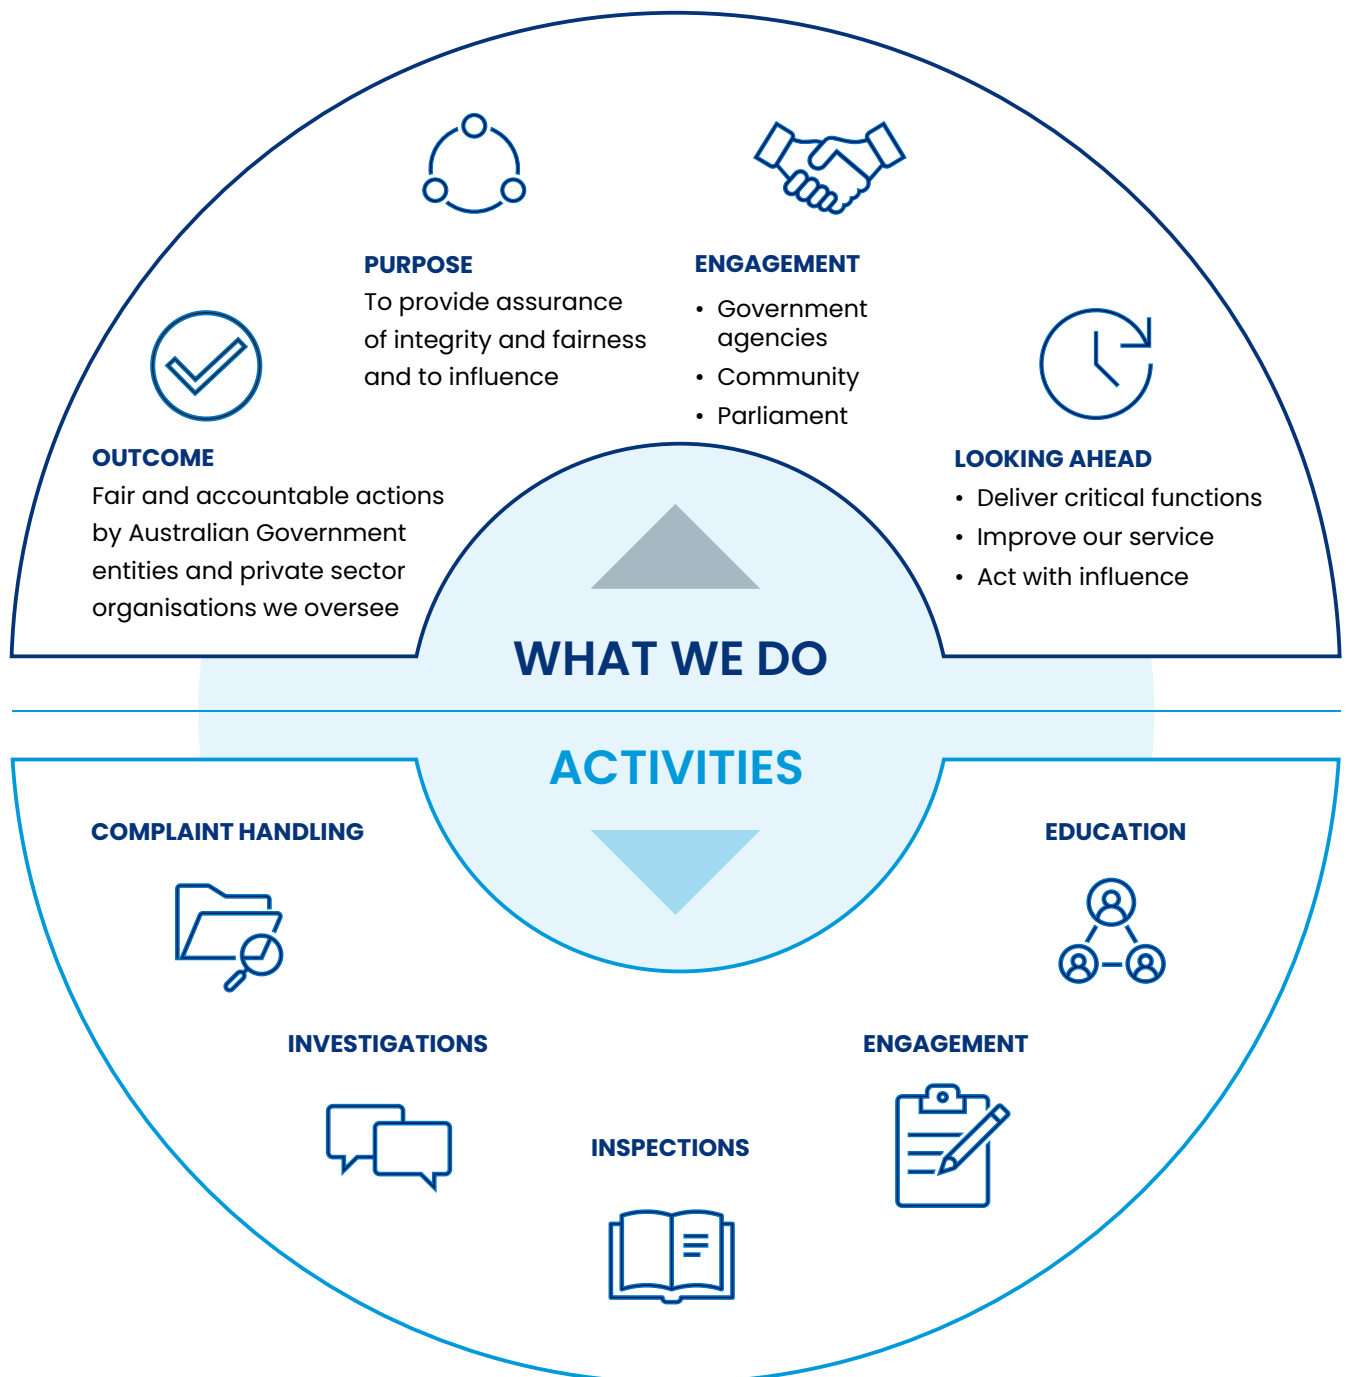 PURPOSE
To provide assurance
of integrity and fairness
and to influence
ENGAGEMENT
• Government
agencies
• Community
• Parliament
OUTCOME
Fair and accountable actions
by Australian Government
entities and private sector
organisations we oversee
LOOKING AHEAD
• Deliver critical functions
• Improve our service
• Act with influence
WHAT WE DO
ACTIVITIES
COMPLAINT HANDLING
EDUCATION
INVESTIGATIONS
ENGAGEMENT
INSPECTIONS